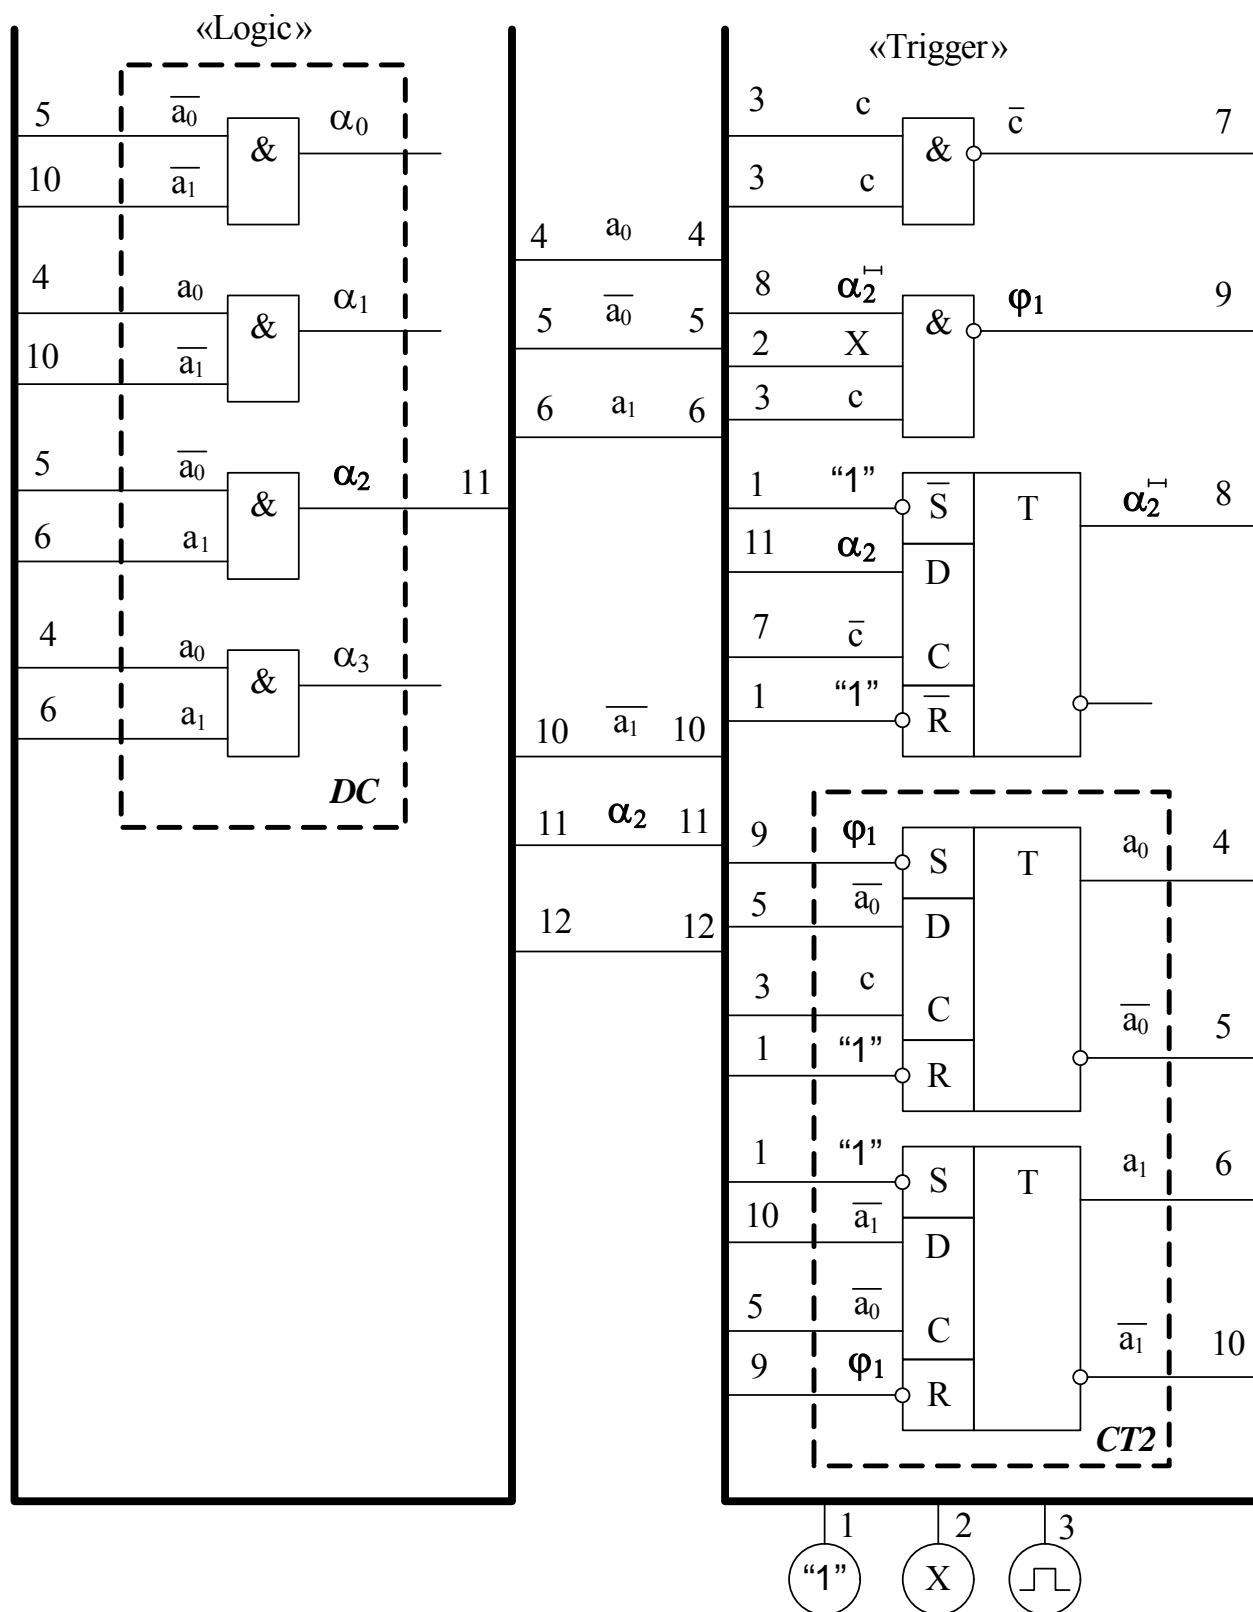 «Logic»
5 a̅₀ & α₀
10 a̅₁
4 a₀ & α₁
10 a̅₁
5 a̅₀ & α₂ 11
6 a₁
4 a₀ & α₃
6 a₁
DC
4 a₀ 4
5 a̅₀ 5
6 a₁ 6
10 a̅₁ 10
11 α₂ 11
12 12
«Trigger»
3 c & c̅ 7
3 c
8 α₂ᴵ & φ₁ 9
2 X
3 c
1 “1” S̅ T α₂ᴵ 8
11 α₂ D
7 c̅ C
1 “1” R̅
9 φ₁ S T a₀ 4
5 a̅₀ D
3 c C a̅₀ 5
1 “1” R
1 “1” S T a₁ 6
10 a̅₁ D
5 a̅₀ C a̅₁ 10
9 φ₁ R
CT2
1 2 3
“1” X